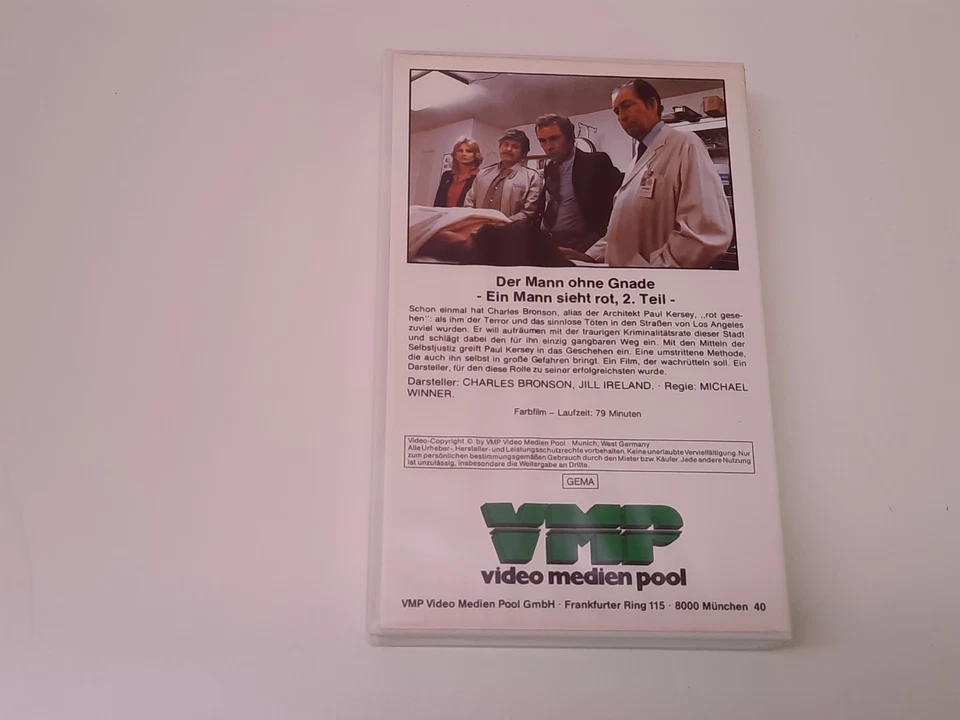 Der Mann ohne Gnade
- Ein Mann sieht rot, 2. Teil -
Schon einmal hat Charles Bronson, alias der Architekt Paul Kersey, „rot gese-
hen": als ihm der Terror und das sinnlose Töten in den Straßen von Los Angeles
zuviel wurden. Er will aufräumen mit der traurigen Kriminalitätsrate dieser Stadt
und schlägt dabei den für ihn einzig gangbaren Weg ein. Mit den Mitteln der
Selbstjustiz greift Paul Kersey in das Geschehen ein. Eine umstrittene Methode,
die auch ihn selbst in große Gefahren bringt. Ein Film, der wachrütteln soll. Ein
Darsteller, für den diese Rolle zu seiner erfolgreichsten wurde.
Darsteller: CHARLES BRONSON, JILL IRELAND. · Regie: MICHAEL
WINNER.
Farbfilm – Laufzeit: 79 Minuten
Video-Copyright © by VMP Video Medien Pool · Munich, West Germany
Alle Urheber-, Hersteller- und Leistungsschutzrechte vorbehalten. Keine unerlaubte Vervielfältigung. Nur
zum persönlichen bestimmungsgemäßen Gebrauch durch den Mieter bzw. Käufer. Jede andere Nutzung
ist unzulässig, insbesondere die Weitergabe an Dritte.
GEMA
VMP
video medien pool
VMP Video Medien Pool GmbH · Frankfurter Ring 115 · 8000 München 40